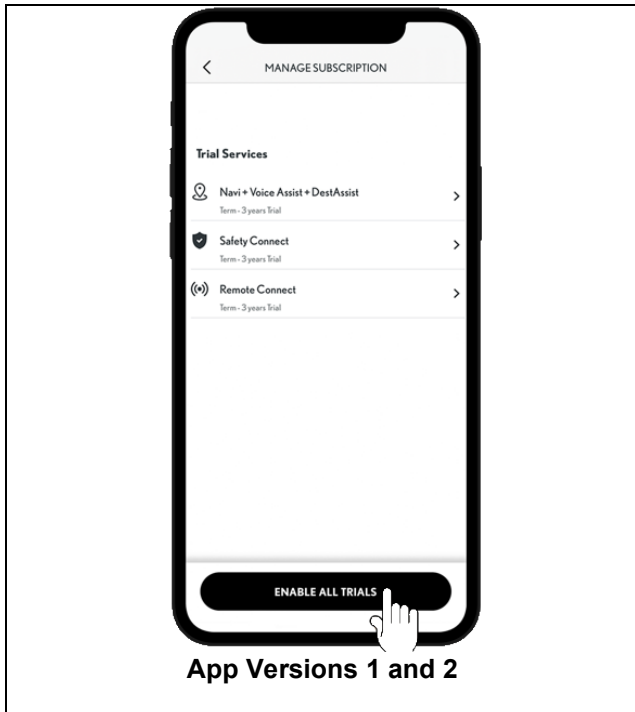 MANAGE SUBSCRIPTION
Trial Services
Navi + Voice Assist + DestAssist
Term - 3 years Trial
Safety Connect
Term - 3 years Trial
Remote Connect
Term - 3 years Trial
ENABLE ALL TRIALS
App Versions 1 and 2